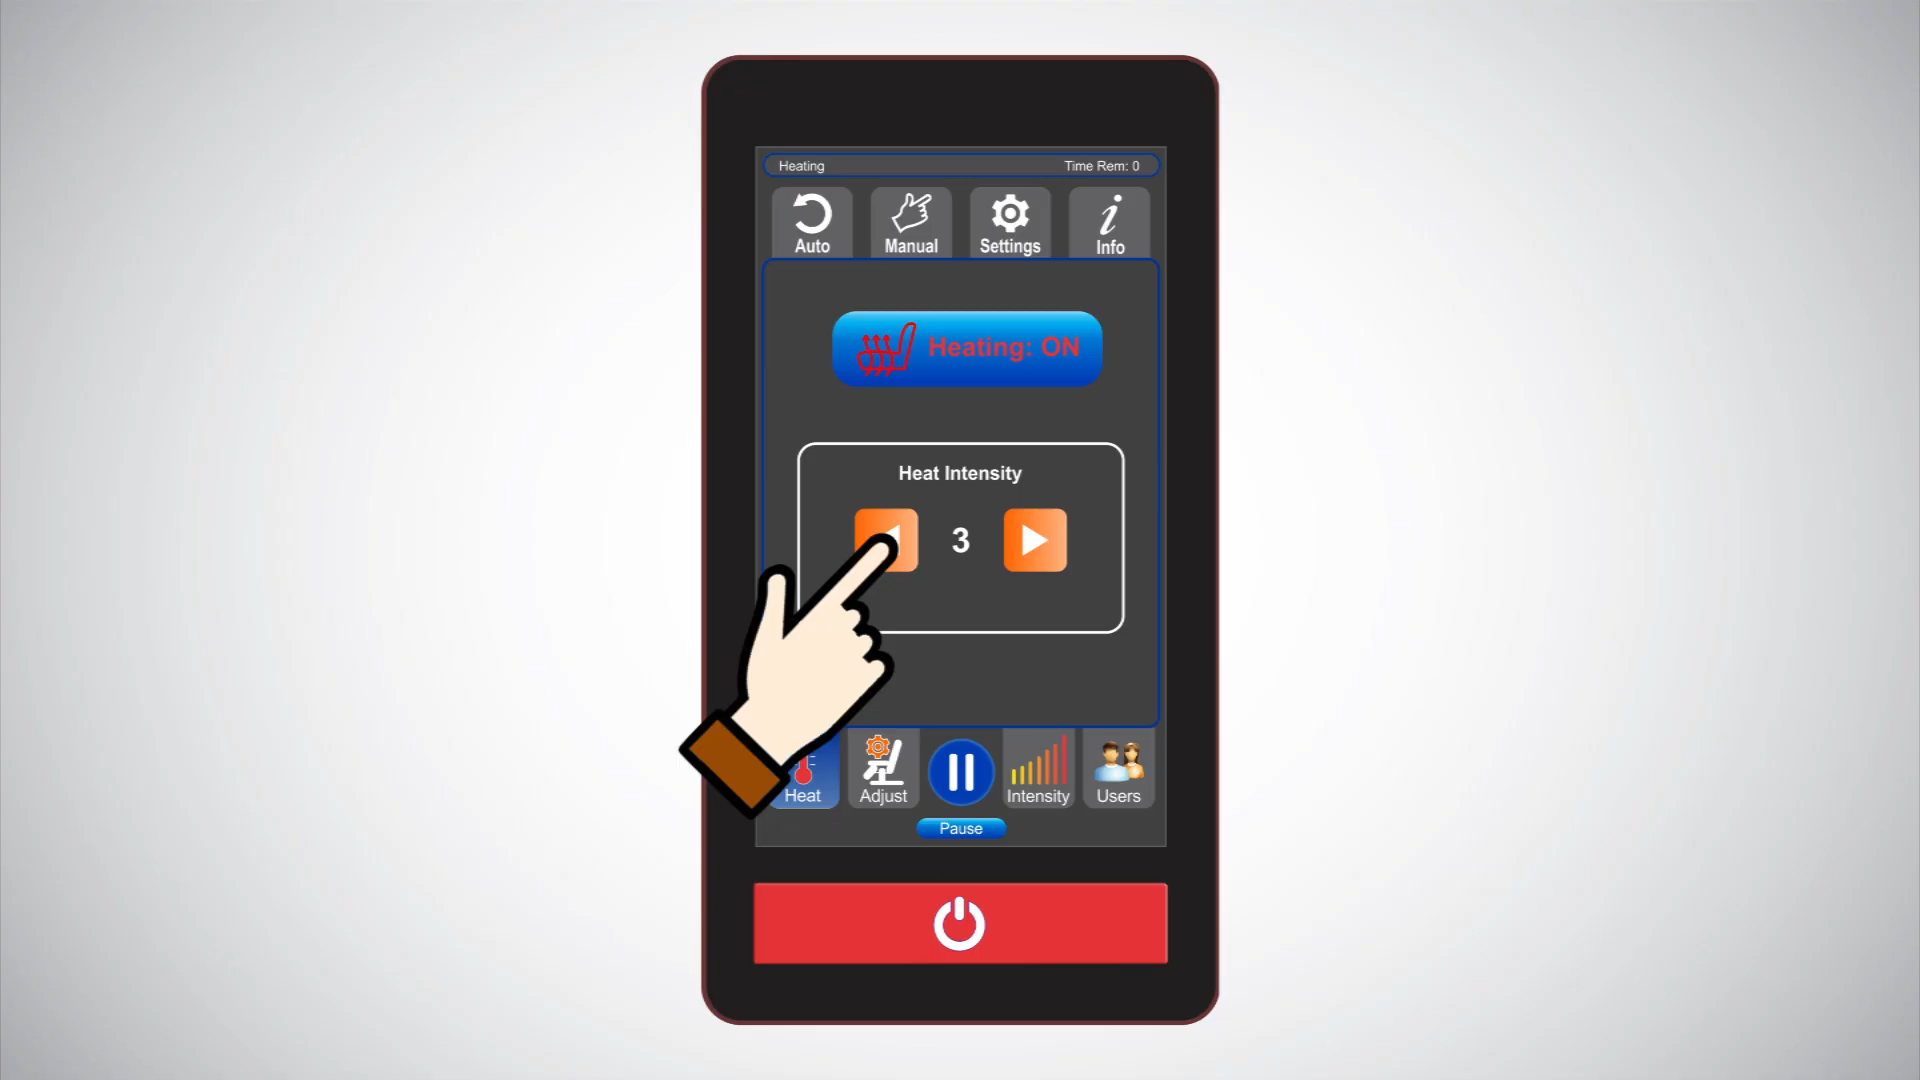 Heating Time Rem: 0
Auto Manual Settings Info
Heating: ON
Heat Intensity
3
Heat Adjust Intensity Users
Pause